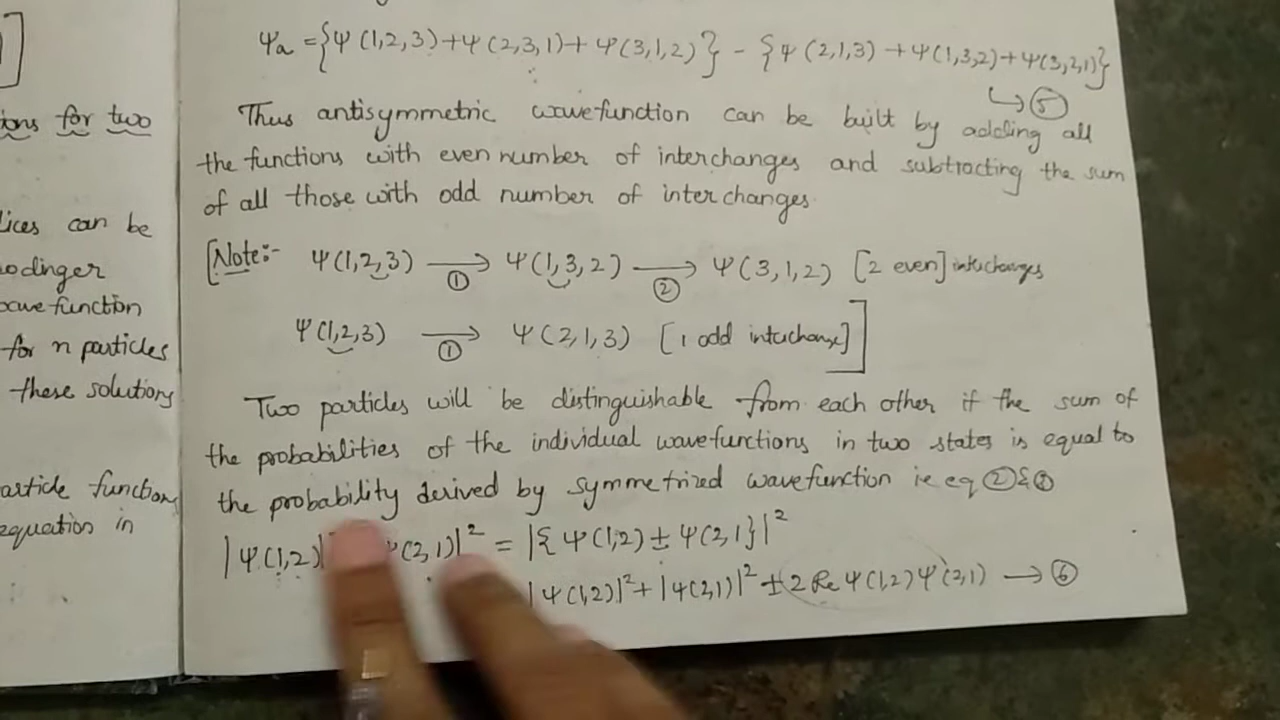 ψa = {ψ(1,2,3)+ψ(2,3,1)+ ψ(3,1,2)} - {ψ(2,1,3) +ψ(1,3,2)+ψ(3,2,1)}
↳ ⑤
Thus antisymmetric wavefunction can be built by adding all
the functions with even number of interchanges and subtracting the sum
of all those with odd number of interchanges
[Note:- ψ(1,2,3) ⟶ ① ψ(1,3,2) ⟶ ② ψ(3,1,2) [2 even] interchanges
ψ(1,2,3) ⟶ ① ψ(2,1,3) [1 odd interchange]]
Two particles will be distinguishable from each other if the sum of
the probabilities of the individual wavefunctions in two states is equal to
the probability derived by symmetrized wavefunction ie eq ② &
|ψ(1,2)| ψ(2,1)|² = |{ψ(1,2) ± ψ(2,1}|²
|ψ(1,2)|²+|ψ(2,1)|² ± 2 Re ψ(1,2)ψ(2,1) ⟶ ⑥
]
ions for two
lices can be
odinger
wavefunction
for n particles
these solutions
article function
equation in